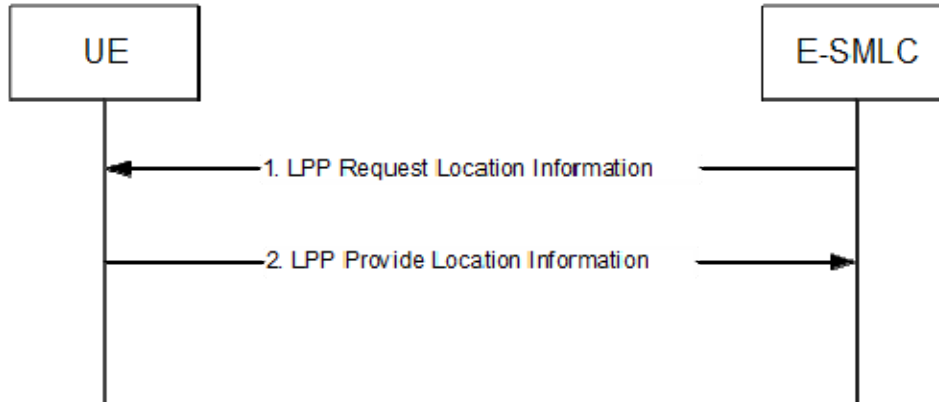 UE
E-SMLC
1. LPP Request Location Information
2. LPP Provide Location Information